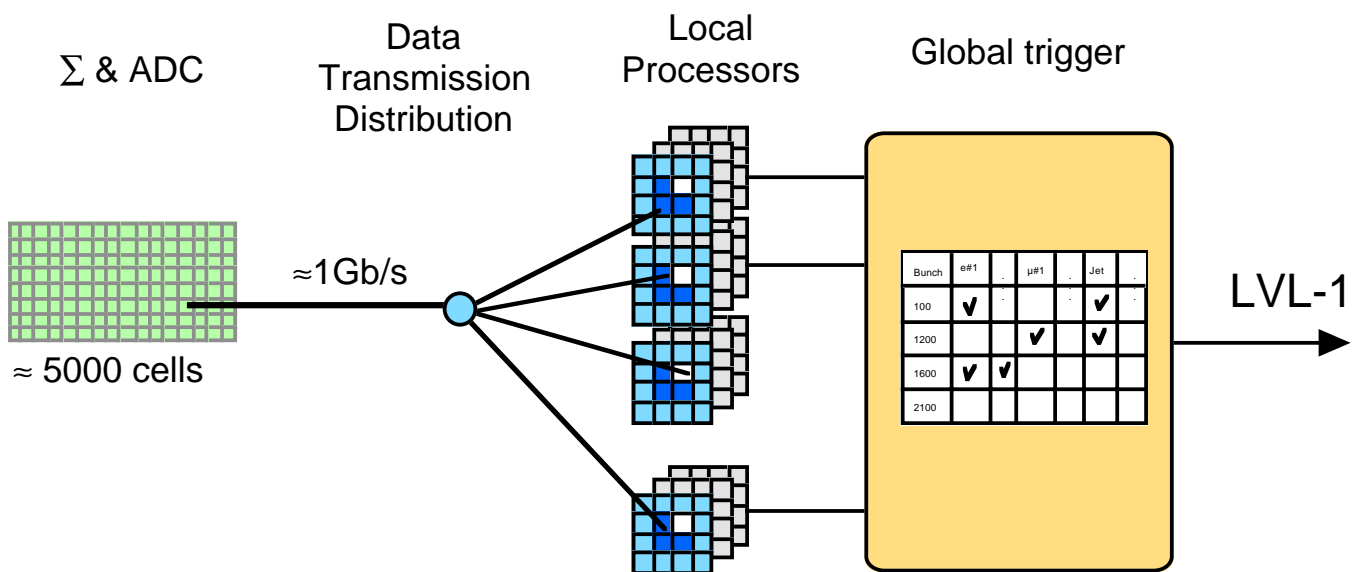 Σ & ADC
Data
Transmission
Distribution
Local
Processors
Global trigger
≈1Gb/s
≈ 5000 cells
Bunch e#1 . . . μ#1 . . . Jet . . .
100 ✔ ✔
1200 ✔ ✔
1600 ✔ ✔
2100
LVL-1